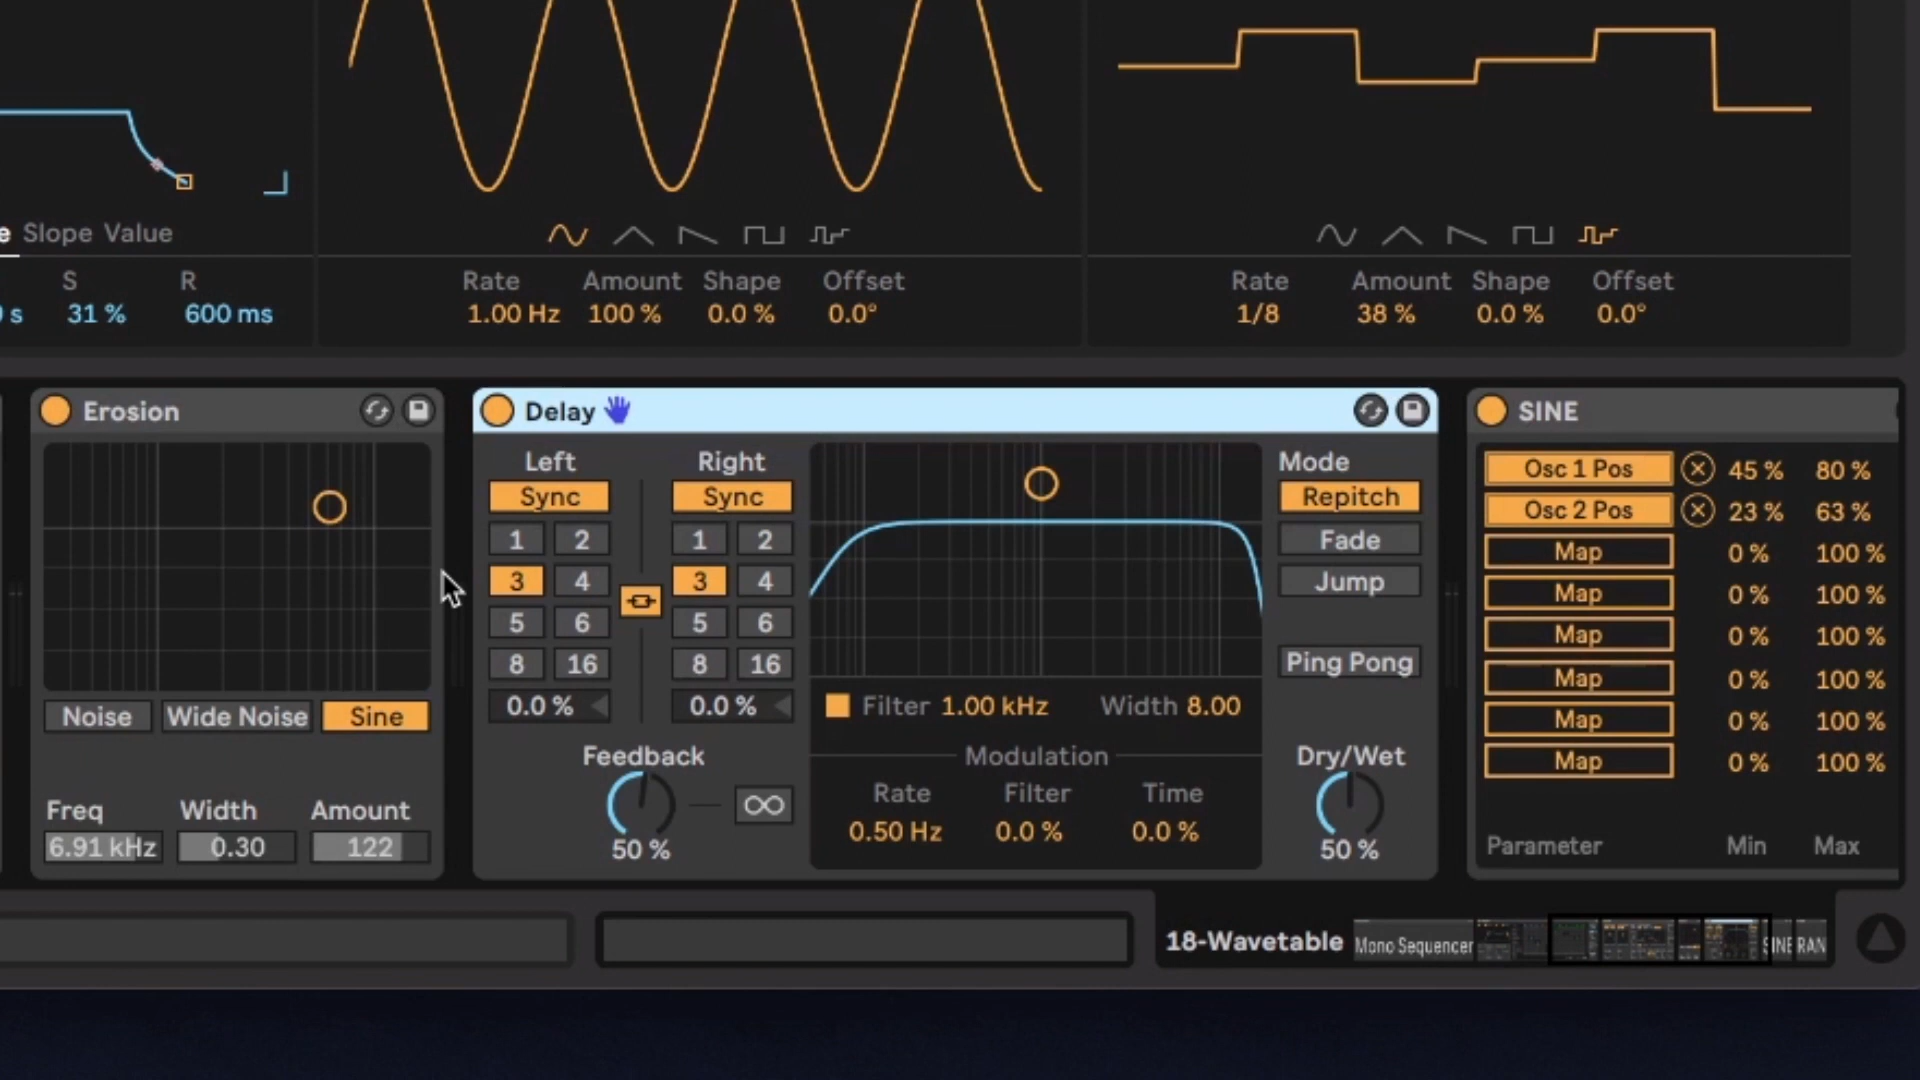 Slope Value
S R
s 31 % 600 ms
Rate Amount Shape Offset
1.00 Hz 100 % 0.0 % 0.0°
Rate Amount Shape Offset
1/8 38 % 0.0 % 0.0°
Erosion
Noise Wide Noise Sine
Freq Width Amount
6.91 kHz 0.30 122
Delay
Left Right
Sync Sync
1 2 1 2
3 4 3 4
5 6 5 6
8 16 8 16
0.0 % 0.0 %
Feedback
50 %
Filter 1.00 kHz Width 8.00
Modulation
Rate Filter Time
0.50 Hz 0.0 % 0.0 %
Mode
Repitch
Fade
Jump
Ping Pong
Dry/Wet
50 %
SINE
Osc 1 Pos 45 % 80 %
Osc 2 Pos 23 % 63 %
Map 0 % 100 %
Map 0 % 100 %
Map 0 % 100 %
Map 0 % 100 %
Map 0 % 100 %
Map 0 % 100 %
Parameter Min Max
18-Wavetable Mono Sequencer SINE RAN